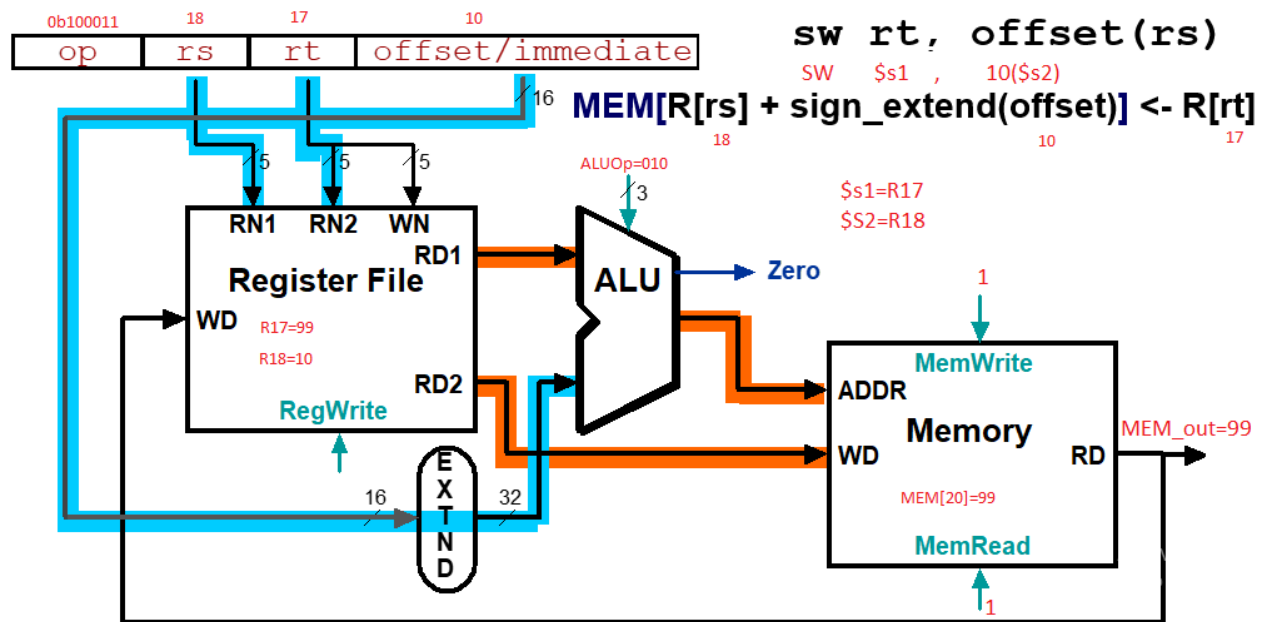 0b100011 18 17 10
op rs rt offset/immediate
sw rt, offset(rs)
SW $s1 , 10($s2)
MEM[R[rs] + sign_extend(offset)] <- R[rt]
18 10 17
16
5 5 5
ALUOp=010
3
$s1=R17
$S2=R18
RN1 RN2 WN
RD1
Register File
ALU
Zero
WD
R17=99
R18=10
RD2
RegWrite
1
MemWrite
ADDR
Memory
WD
RD
MEM_out=99
MEM[20]=99
MemRead
1
16
EXTND
32